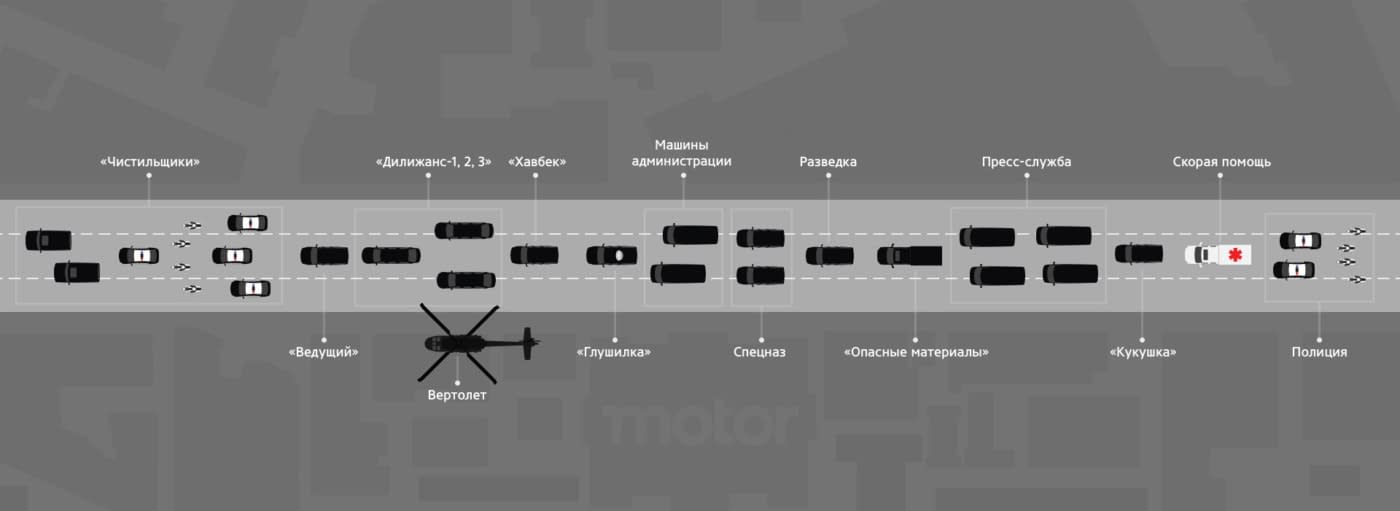 Машины
администрации
«Чистильщики»
«Дилижанс-1, 2, 3»
«Хавбек»
Разведка
Пресс-служба
Скорая помощь
«Ведущий»
«Глушилка»
Спецназ
«Опасные материалы»
«Кукушка»
Полиция
Вертолет
motor